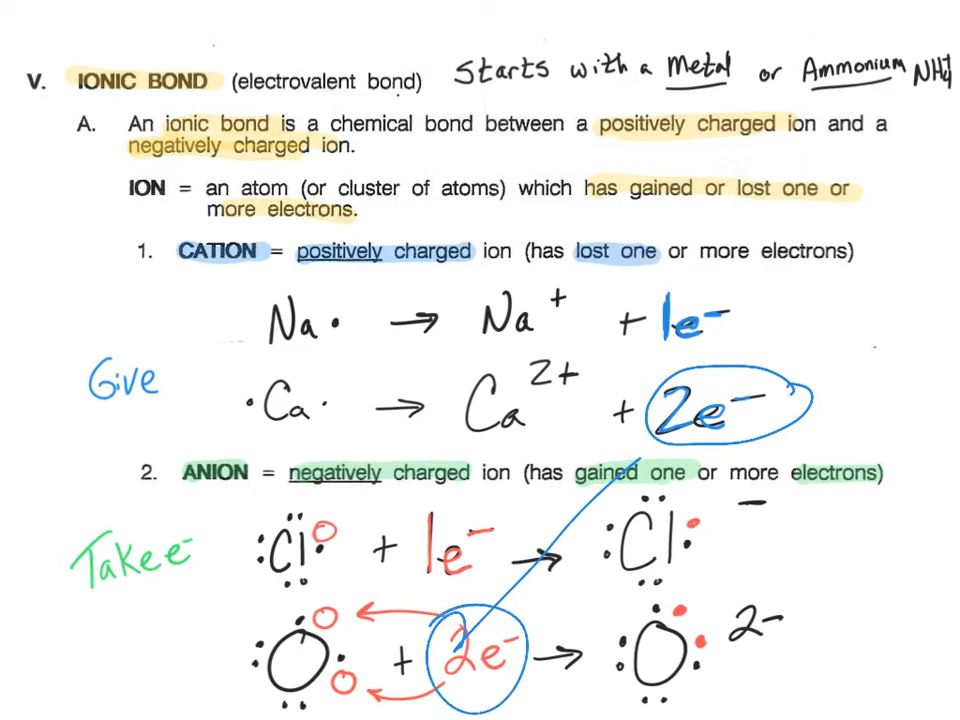 V. IONIC BOND (electrovalent bond) Starts with a Metal or Ammonium NH4+
A. An ionic bond is a chemical bond between a positively charged ion and a
negatively charged ion.
ION = an atom (or cluster of atoms) which has gained or lost one or
more electrons.
1. CATION = positively charged ion (has lost one or more electrons)
Na· → Na⁺ + 1e⁻
Give
·Ca· → Ca²⁺ + 2e⁻
2. ANION = negatively charged ion (has gained one or more electrons)
Take e⁻
Cl + 1e⁻ → Cl⁻
O + 2e⁻ → O²⁻